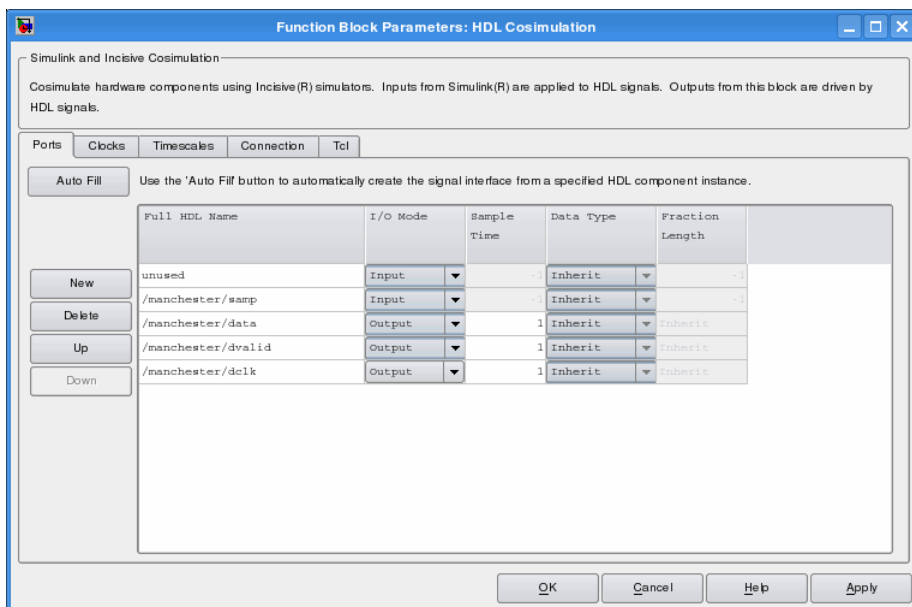 Function Block Parameters: HDL Cosimulation
Simulink and Incisive Cosimulation
Cosimulate hardware components using Incisive(R) simulators. Inputs from Simulink(R) are applied to HDL signals. Outputs from this block are driven by
HDL signals.
Ports Clocks Timescales Connection Tcl
Auto Fill Use the 'Auto Fill' button to automatically create the signal interface from a specified HDL component instance.
Full HDL Name I/O Mode Sample Time Data Type Fraction Length
unused Input -1 Inherit -1
/manchester/samp Input -1 Inherit -1
/manchester/data Output 1 Inherit Inherit
/manchester/dvalid Output 1 Inherit Inherit
/manchester/dclk Output 1 Inherit Inherit
New
Delete
Up
Down
OK Cancel Help Apply